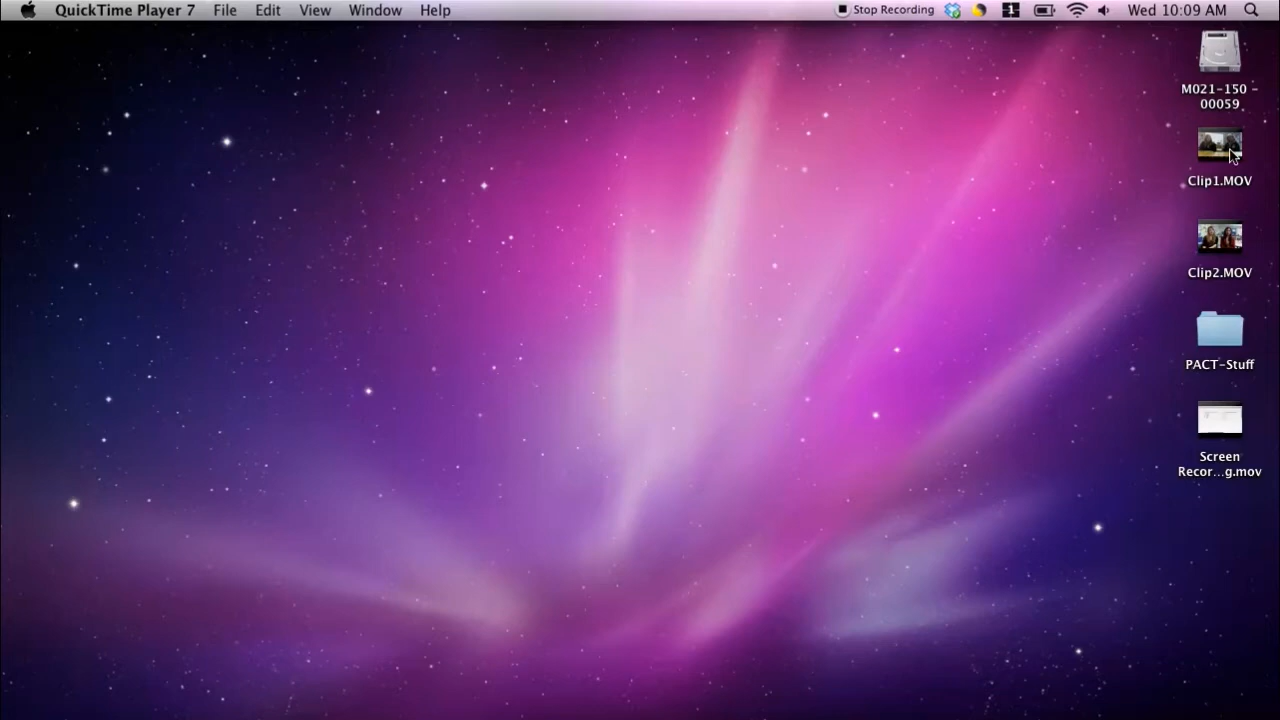 QuickTime Player 7 File Edit View Window Help Stop Recording 1 Wed 10:09 AM
M021-150 -
00059
Clip1.MOV
Clip2.MOV
PACT-Stuff
Screen
Recor...g.mov